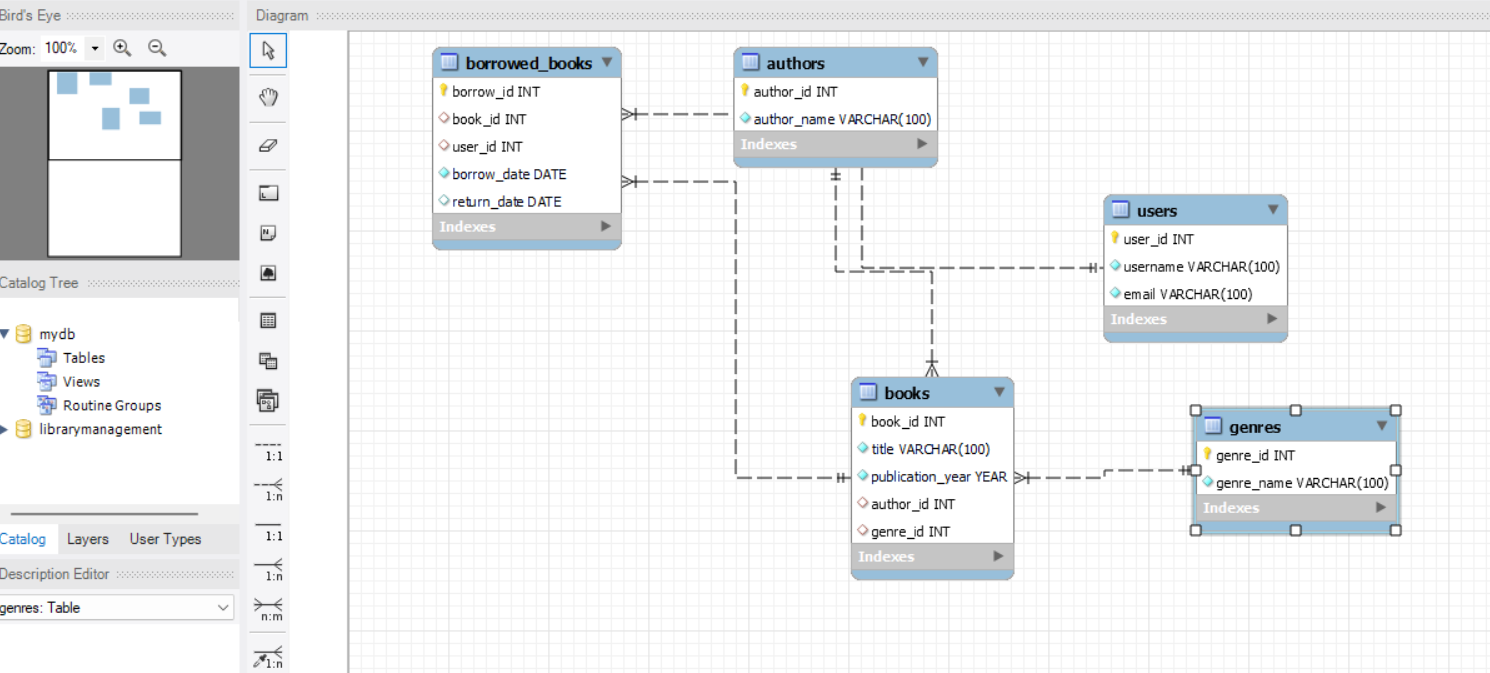 Bird's Eye
Zoom: 100%
Catalog Tree
mydb
Tables
Views
Routine Groups
librarymanagement
Catalog Layers User Types
Description Editor
genres: Table
1:1
1:n
1:1
1:n
n:m
1:n
Diagram
borrowed_books
borrow_id INT
book_id INT
user_id INT
borrow_date DATE
return_date DATE
Indexes
authors
author_id INT
author_name VARCHAR(100)
Indexes
users
user_id INT
username VARCHAR(100)
email VARCHAR(100)
Indexes
books
book_id INT
title VARCHAR(100)
publication_year YEAR
author_id INT
genre_id INT
Indexes
genres
genre_id INT
genre_name VARCHAR(100)
Indexes